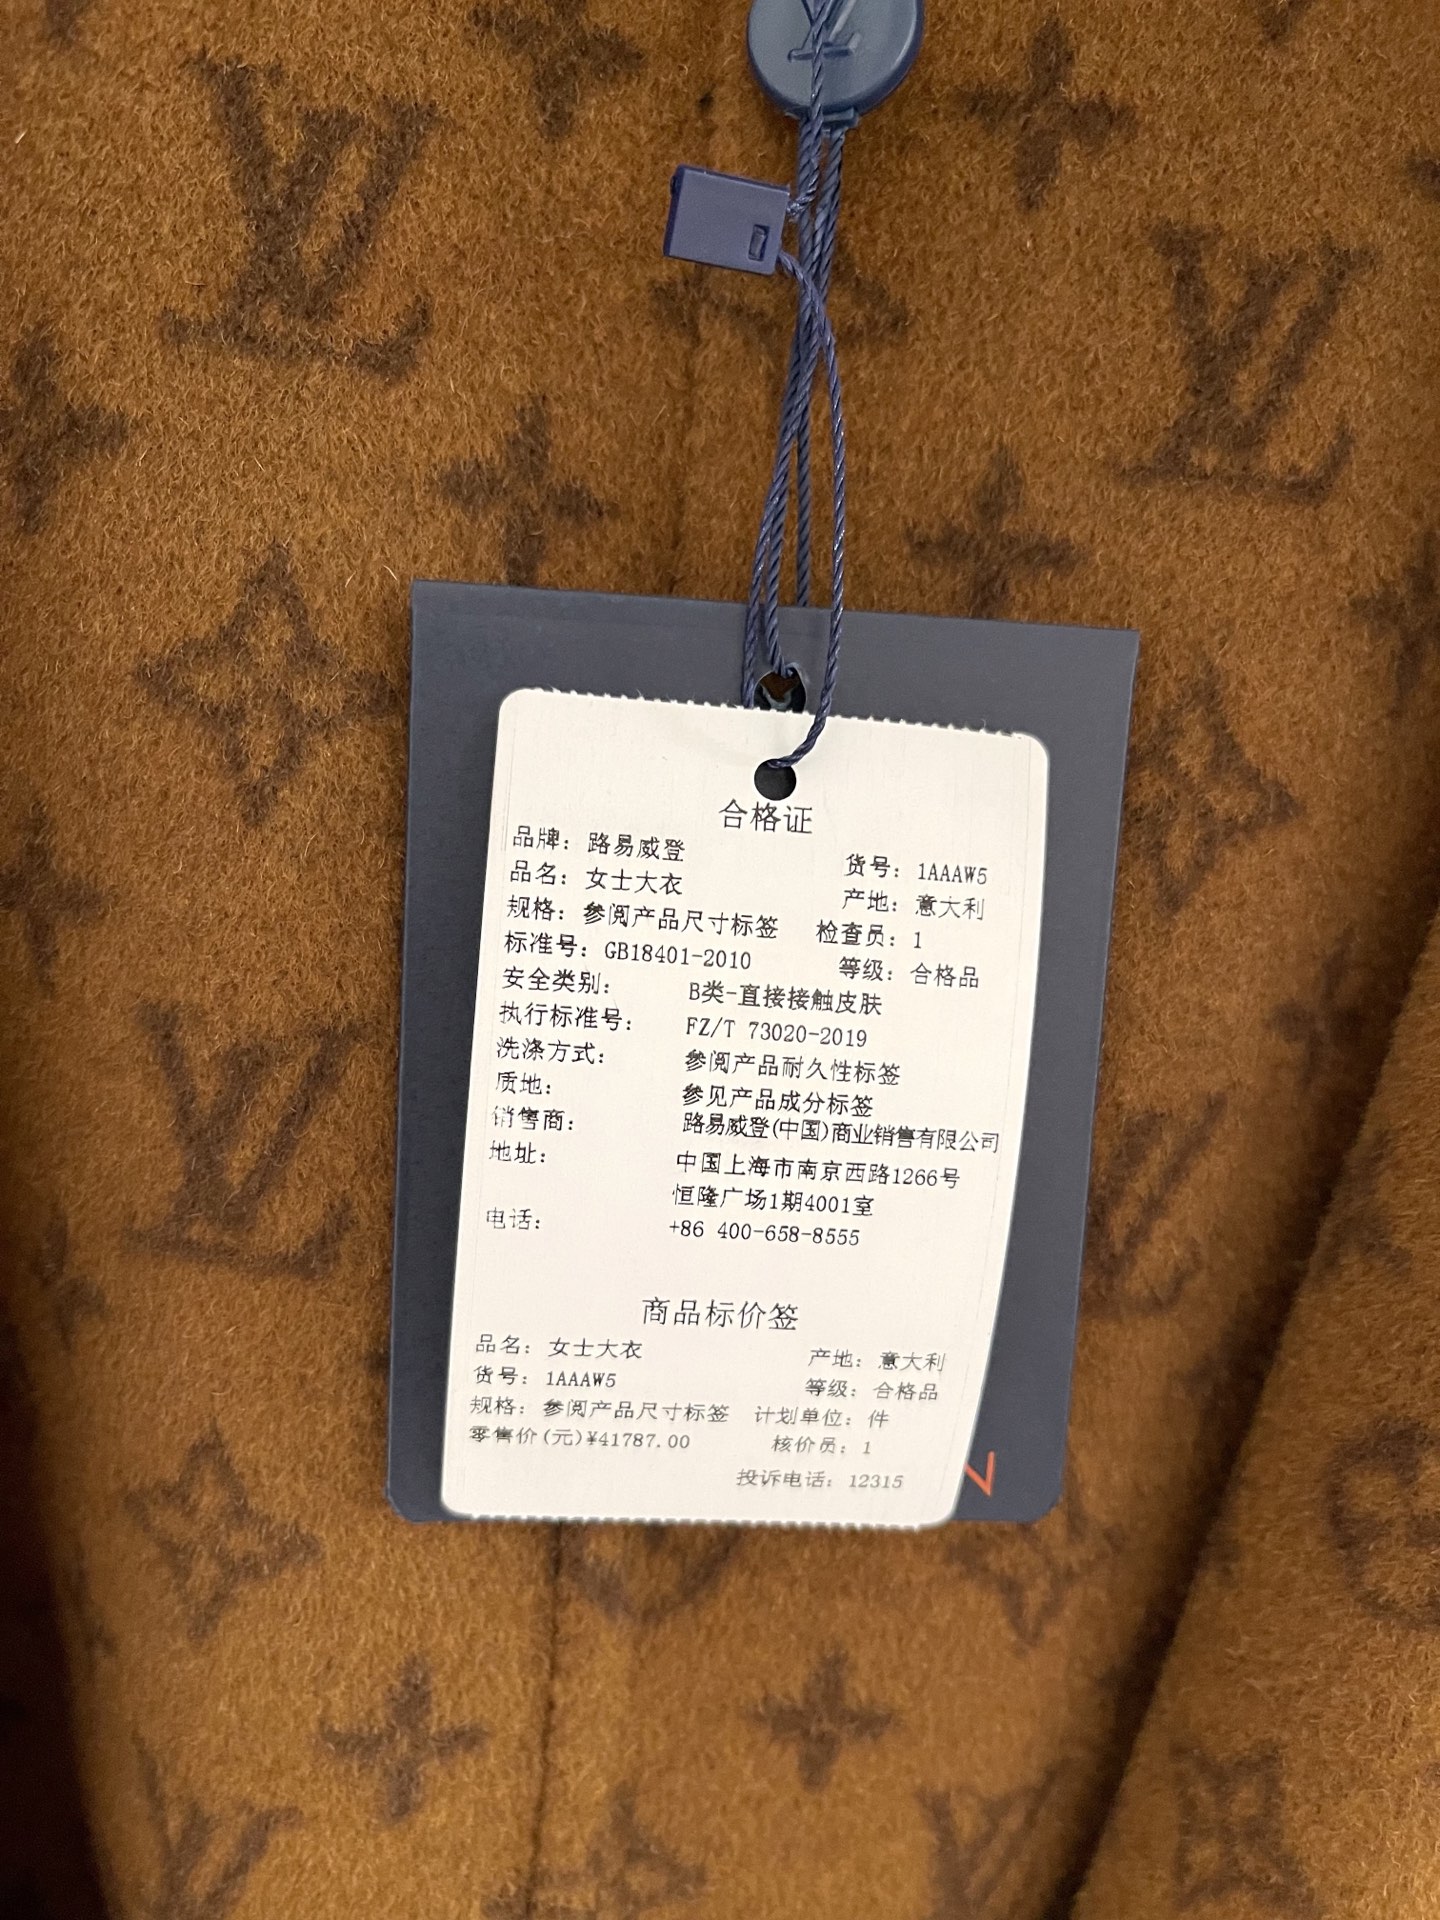 合格证
品牌: 路易威登
货号: 1AAAW5
品名: 女士大衣
产地: 意大利
规格: 参阅产品尺寸标签
检查员: 1
标准号: GB18401-2010
等级: 合格品
安全类别: B类-直接接触皮肤
执行标准号: FZ/T 73020-2019
洗涤方式: 参阅产品耐久性标签
质地: 参见产品成分标签
销售商: 路易威登(中国)商业销售有限公司
地址: 中国上海市南京西路1266号
恒隆广场1期4001室
电话: +86 400-658-8555
商品标价签
品名: 女士大衣
产地: 意大利
货号: 1AAAW5
等级: 合格品
规格: 参阅产品尺寸标签
计划单位: 件
零售价(元)¥41787.00
核价员: 1
投诉电话: 12315